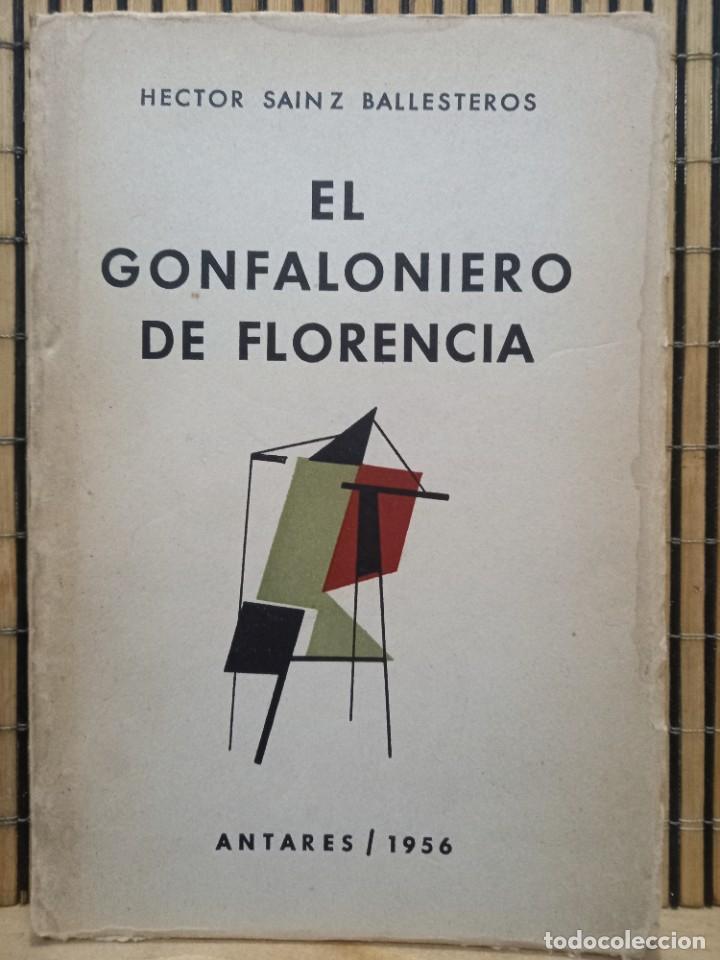 HECTOR SAINZ BALLESTEROS
EL
GONFALONIERO
DE FLORENCIA
ANTARES / 1956
todocoleccion